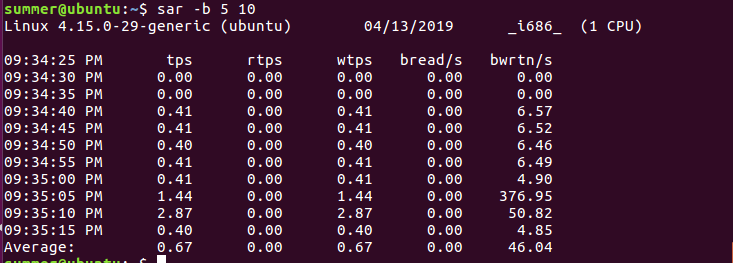 summer@ubuntu:~$ sar -b 5 10
Linux 4.15.0-29-generic (ubuntu) 04/13/2019 _i686_ (1 CPU)
09:34:25 PM tps rtps wtps bread/s bwrtn/s
09:34:30 PM 0.00 0.00 0.00 0.00 0.00
09:34:35 PM 0.00 0.00 0.00 0.00 0.00
09:34:40 PM 0.41 0.00 0.41 0.00 6.57
09:34:45 PM 0.41 0.00 0.41 0.00 6.52
09:34:50 PM 0.40 0.00 0.40 0.00 6.46
09:34:55 PM 0.41 0.00 0.41 0.00 6.49
09:35:00 PM 0.41 0.00 0.41 0.00 4.90
09:35:05 PM 1.44 0.00 1.44 0.00 376.95
09:35:10 PM 2.87 0.00 2.87 0.00 50.82
09:35:15 PM 0.40 0.00 0.40 0.00 4.85
Average: 0.67 0.00 0.67 0.00 46.04
summer@ubuntu:~$